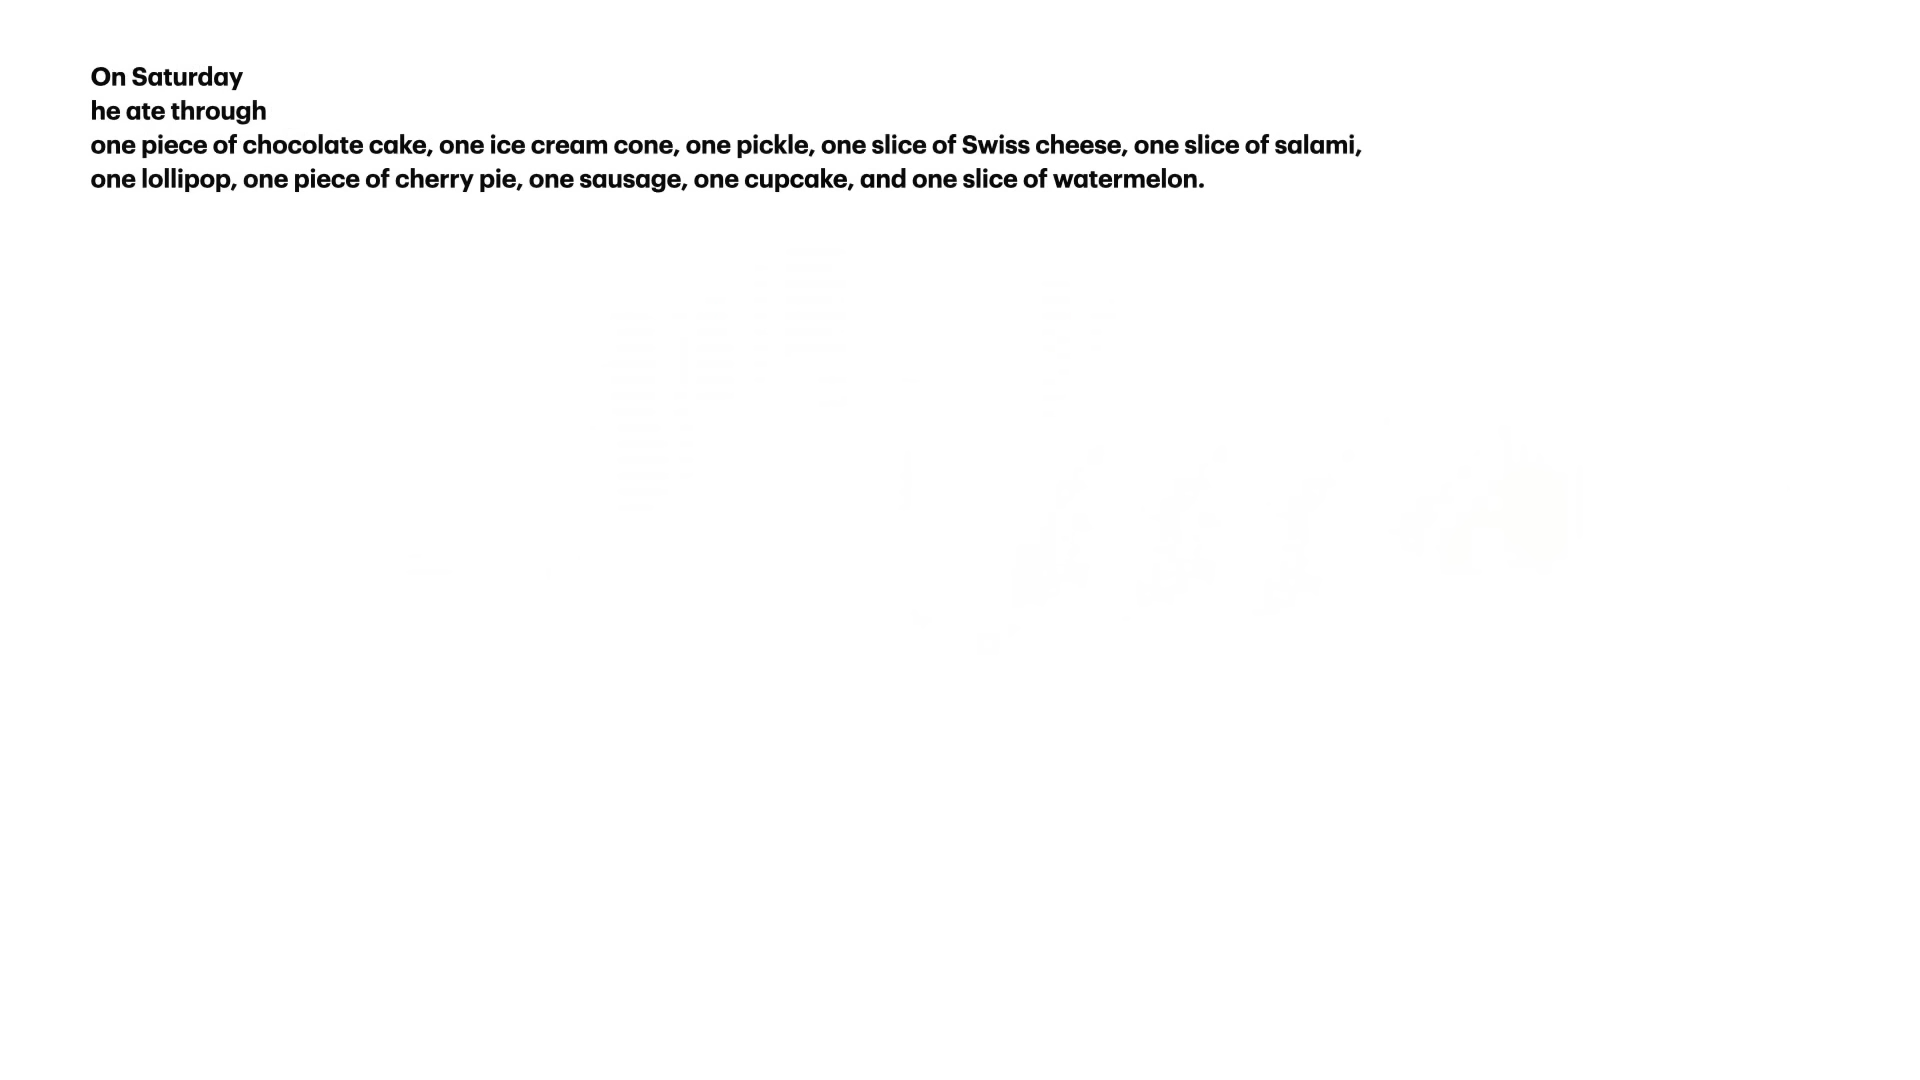 On Saturday
he ate through
one piece of chocolate cake, one ice cream cone, one pickle, one slice of Swiss cheese, one slice of salami,
one lollipop, one piece of cherry pie, one sausage, one cupcake, and one slice of watermelon.